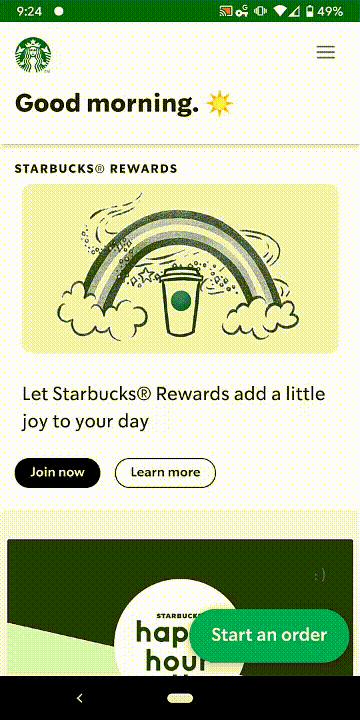 9:24
49%
Good morning. ☀️
STARBUCKS® REWARDS
Let Starbucks® Rewards add a little
joy to your day
Join now
Learn more
:)
STARBUCKS
Start an order
hour